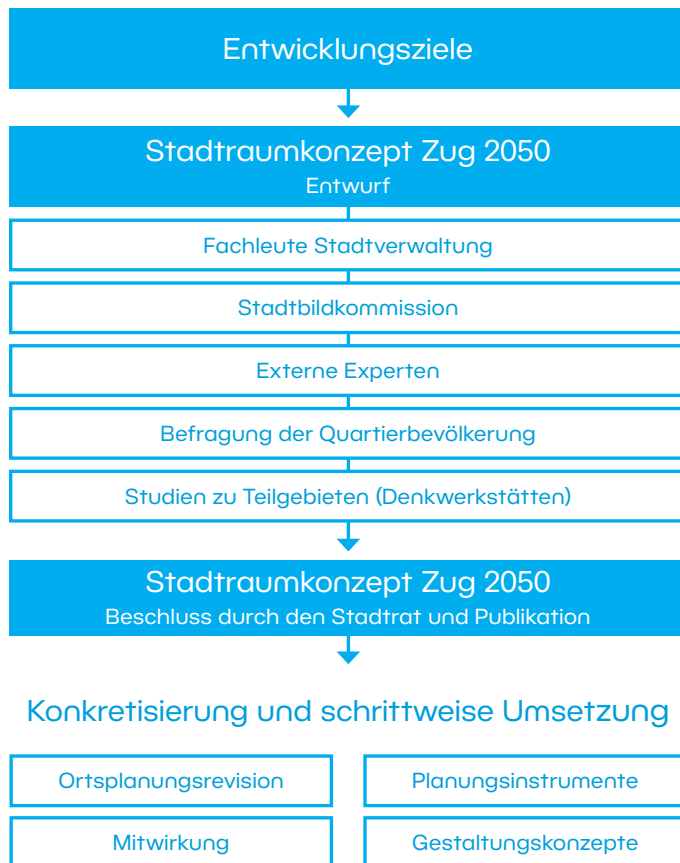 Entwicklungsziele
Stadtraumkonzept Zug 2050
Entwurf
Fachleute Stadtverwaltung
Stadtbildkommission
Externe Experten
Befragung der Quartierbevölkerung
Studien zu Teilgebieten (Denkwerkstätten)
Stadtraumkonzept Zug 2050
Beschluss durch den Stadtrat und Publikation
Konkretisierung und schrittweise Umsetzung
Ortsplanungsrevision
Planungsinstrumente
Mitwirkung
Gestaltungskonzepte